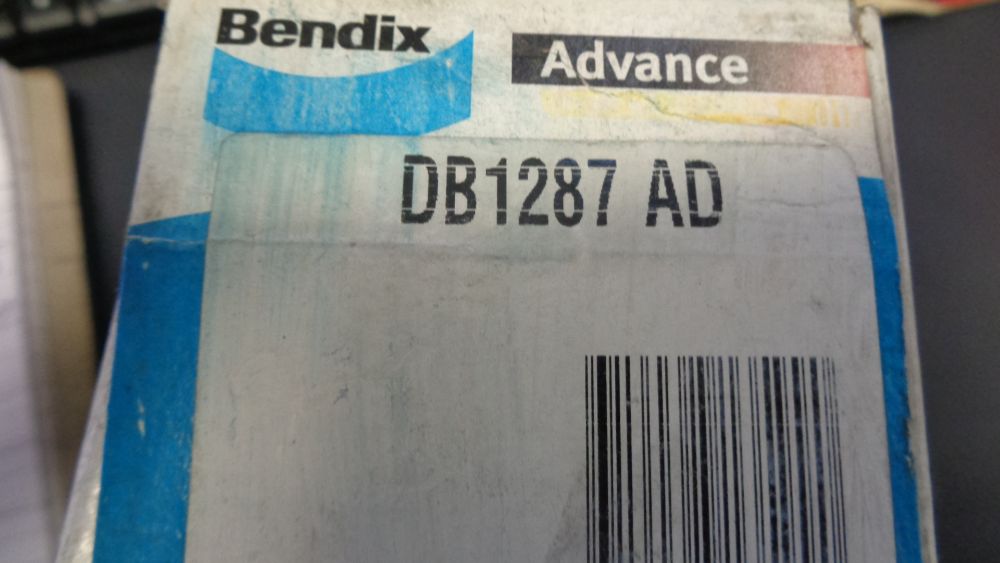 Bendix
Advance
DB1287 AD